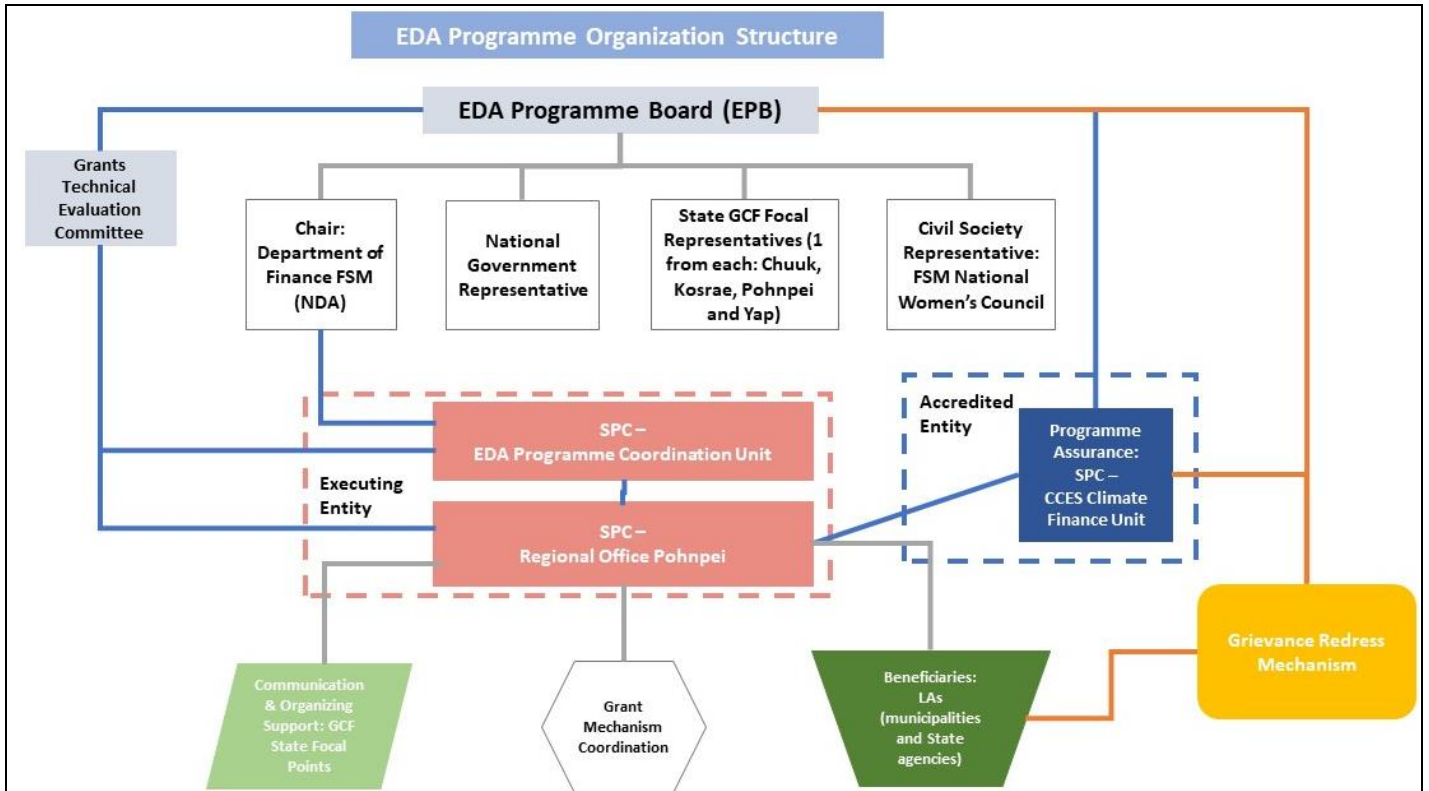 EDA Programme Organization Structure
EDA Programme Board (EPB)
Grants
Technical
Evaluation
Committee
Chair:
Department of
Finance FSM
(NDA)
National
Government
Representative
State GCF Focal
Representatives (1
from each: Chuuk,
Kosrae, Pohnpei
and Yap)
Civil Society
Representative:
FSM National
Women's Council
Executing
Entity
SPC –
EDA Programme Coordination Unit
SPC –
Regional Office Pohnpei
Accredited
Entity
Programme
Assurance:
SPC –
CCES Climate
Finance Unit
Communication
& Organizing
Support: GCF
State Focal
Points
Grant
Mechanism
Coordination
Beneficiaries:
LAs
(municipalities
and State
agencies)
Grievance Redress
Mechanism